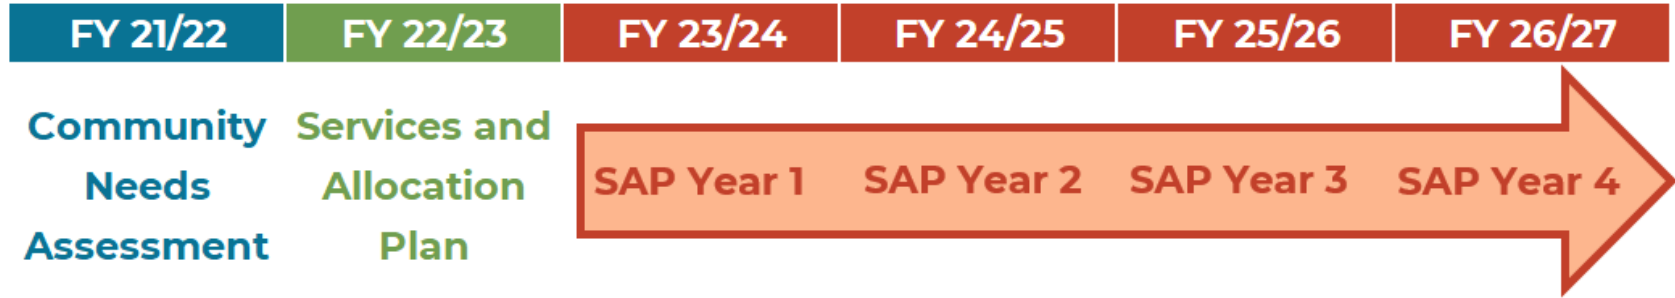 FY 21/22 FY 22/23 FY 23/24 FY 24/25 FY 25/26 FY 26/27
Community
Needs
Assessment
Services and
Allocation
Plan
SAP Year 1 SAP Year 2 SAP Year 3 SAP Year 4